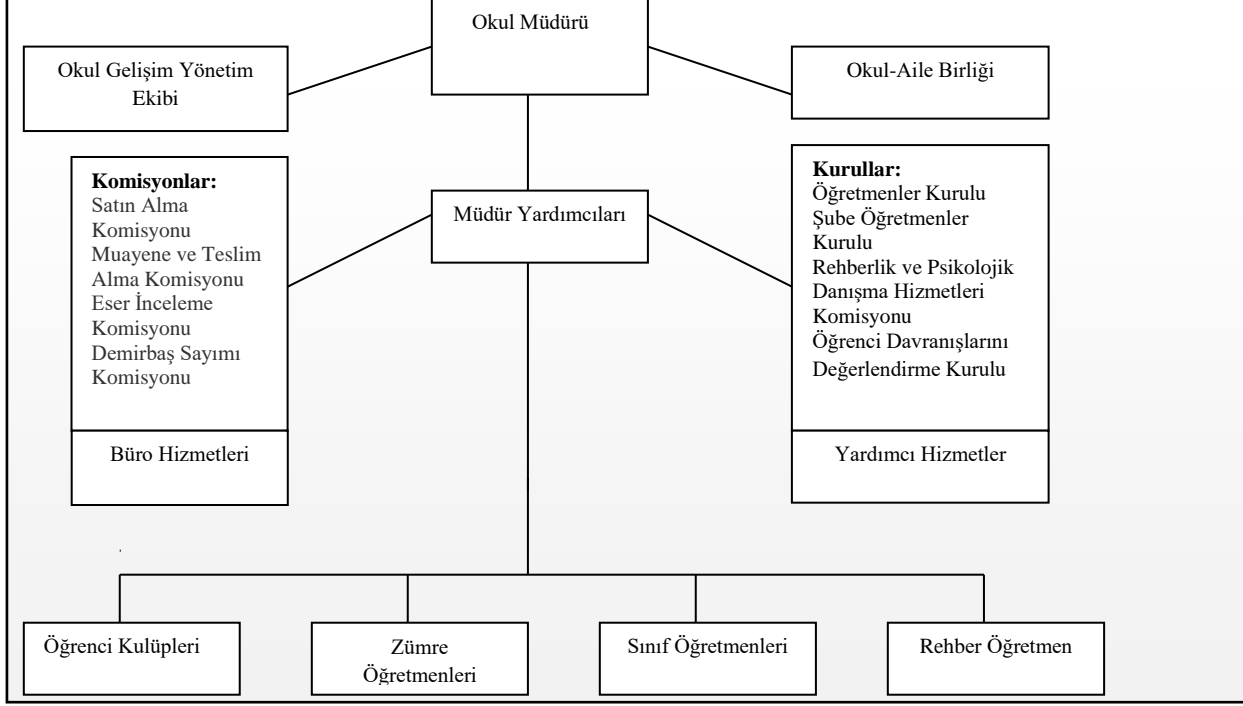 Okul Müdürü
Okul Gelişim Yönetim
Ekibi
Okul-Aile Birliği
Komisyonlar:
Satın Alma
Komisyonu
Muayene ve Teslim
Alma Komisyonu
Eser İnceleme
Komisyonu
Demirbaş Sayımı
Komisyonu
Müdür Yardımcıları
Kurullar:
Öğretmenler Kurulu
Şube Öğretmenler
Kurulu
Rehberlik ve Psikolojik
Danışma Hizmetleri
Komisyonu
Öğrenci Davranışlarını
Değerlendirme Kurulu
Büro Hizmetleri
Yardımcı Hizmetler
Öğrenci Kulüpleri
Zümre
Öğretmenleri
Sınıf Öğretmenleri
Rehber Öğretmen